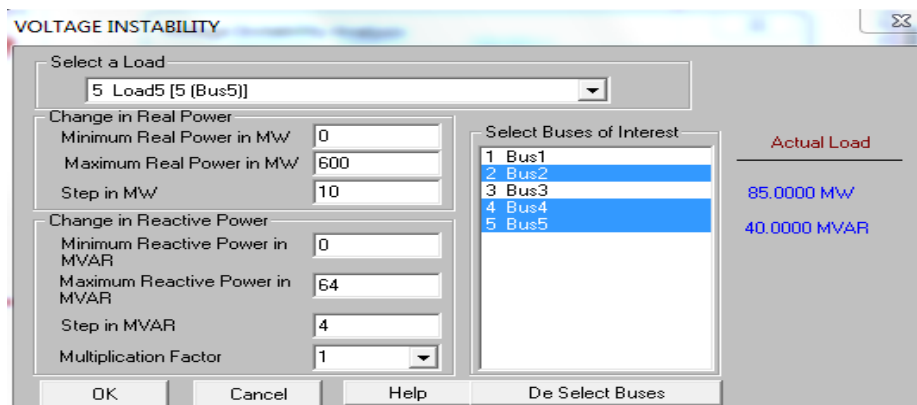 VOLTAGE INSTABILITY
Select a Load
5 Load5 [5 (Bus5)]
Change in Real Power
Minimum Real Power in MW 0
Maximum Real Power in MW 600
Step in MW 10
Change in Reactive Power
Minimum Reactive Power in
MVAR
0
Maximum Reactive Power in
MVAR
64
Step in MVAR 4
Multiplication Factor 1
Select Buses of Interest
1 Bus1
2 Bus2
3 Bus3
4 Bus4
5 Bus5
Actual Load
85.0000 MW
40.0000 MVAR
OK Cancel Help De Select Buses